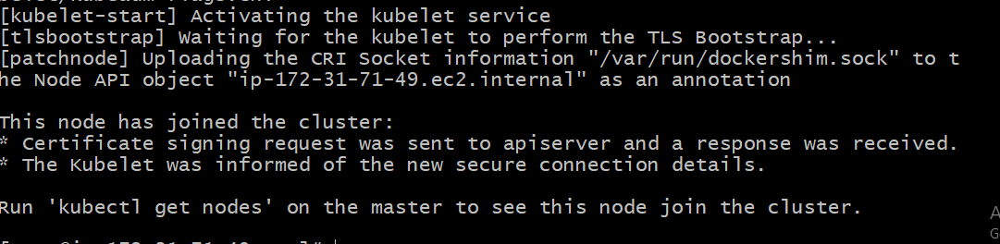 [kubelet-start] Activating the kubelet service
[tlsbootstrap] Waiting for the kubelet to perform the TLS Bootstrap...
[patchnode] Uploading the CRI Socket information "/var/run/dockershim.sock" to t
he Node API object "ip-172-31-71-49.ec2.internal" as an annotation
This node has joined the cluster:
* Certificate signing request was sent to apiserver and a response was received.
* The Kubelet was informed of the new secure connection details.
Run 'kubectl get nodes' on the master to see this node join the cluster.
A
G